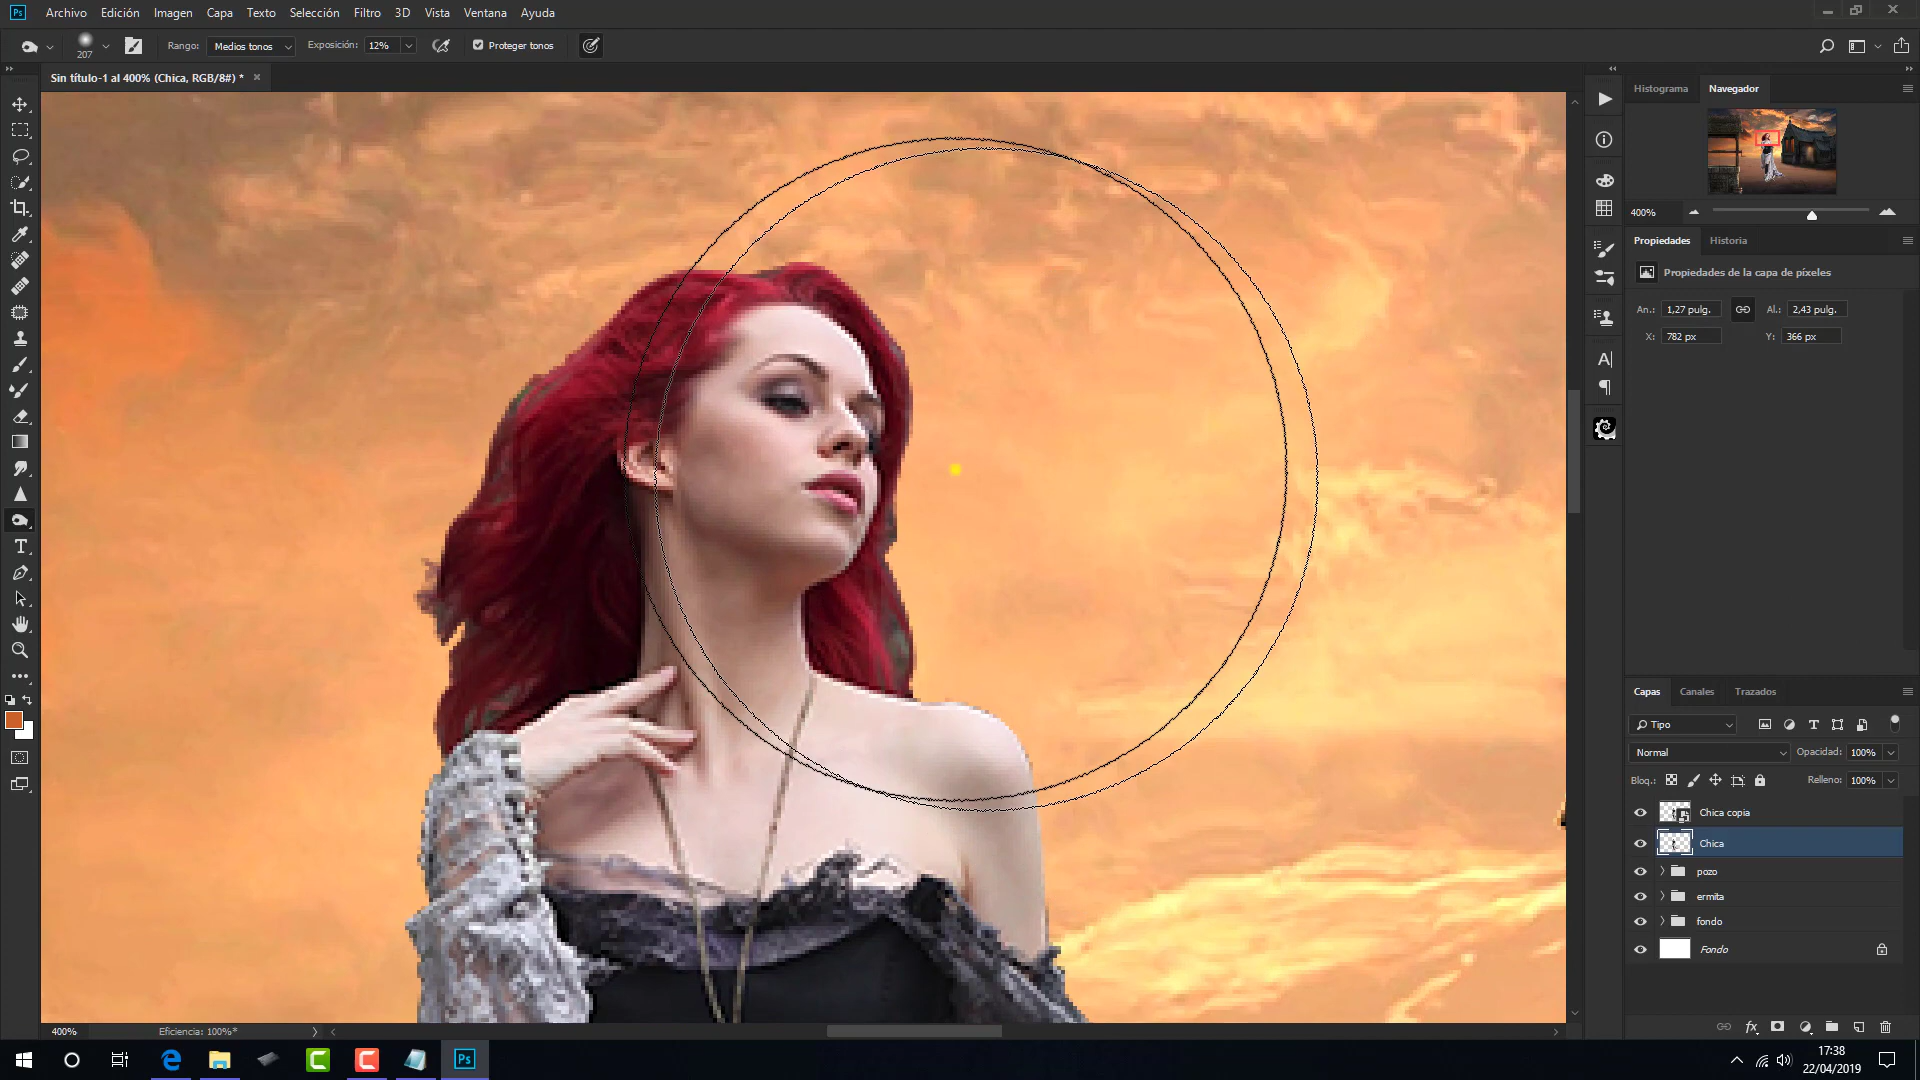 Ps Archivo Edición Imagen Capa Texto Selección Filtro 3D Vista Ventana Ayuda
207 Rango: Medios tonos Exposición: 12% Proteger tonos
Sin título-1 al 400% (Chica, RGB/8#) *
Histograma Navegador
400%
Propiedades Historia
Propiedades de la capa de píxeles
An.: 1,27 pulg. Al.: 2,43 pulg.
X: 782 px Y: 366 px
Capas Canales Trazados
Tipo
Normal Opacidad: 100%
Bloq.: Relleno: 100%
Chica copia
Chica
pozo
ermita
fondo
Fondo
400% Eficiencia: 100%*
fx
Ps
17:38
22/04/2019